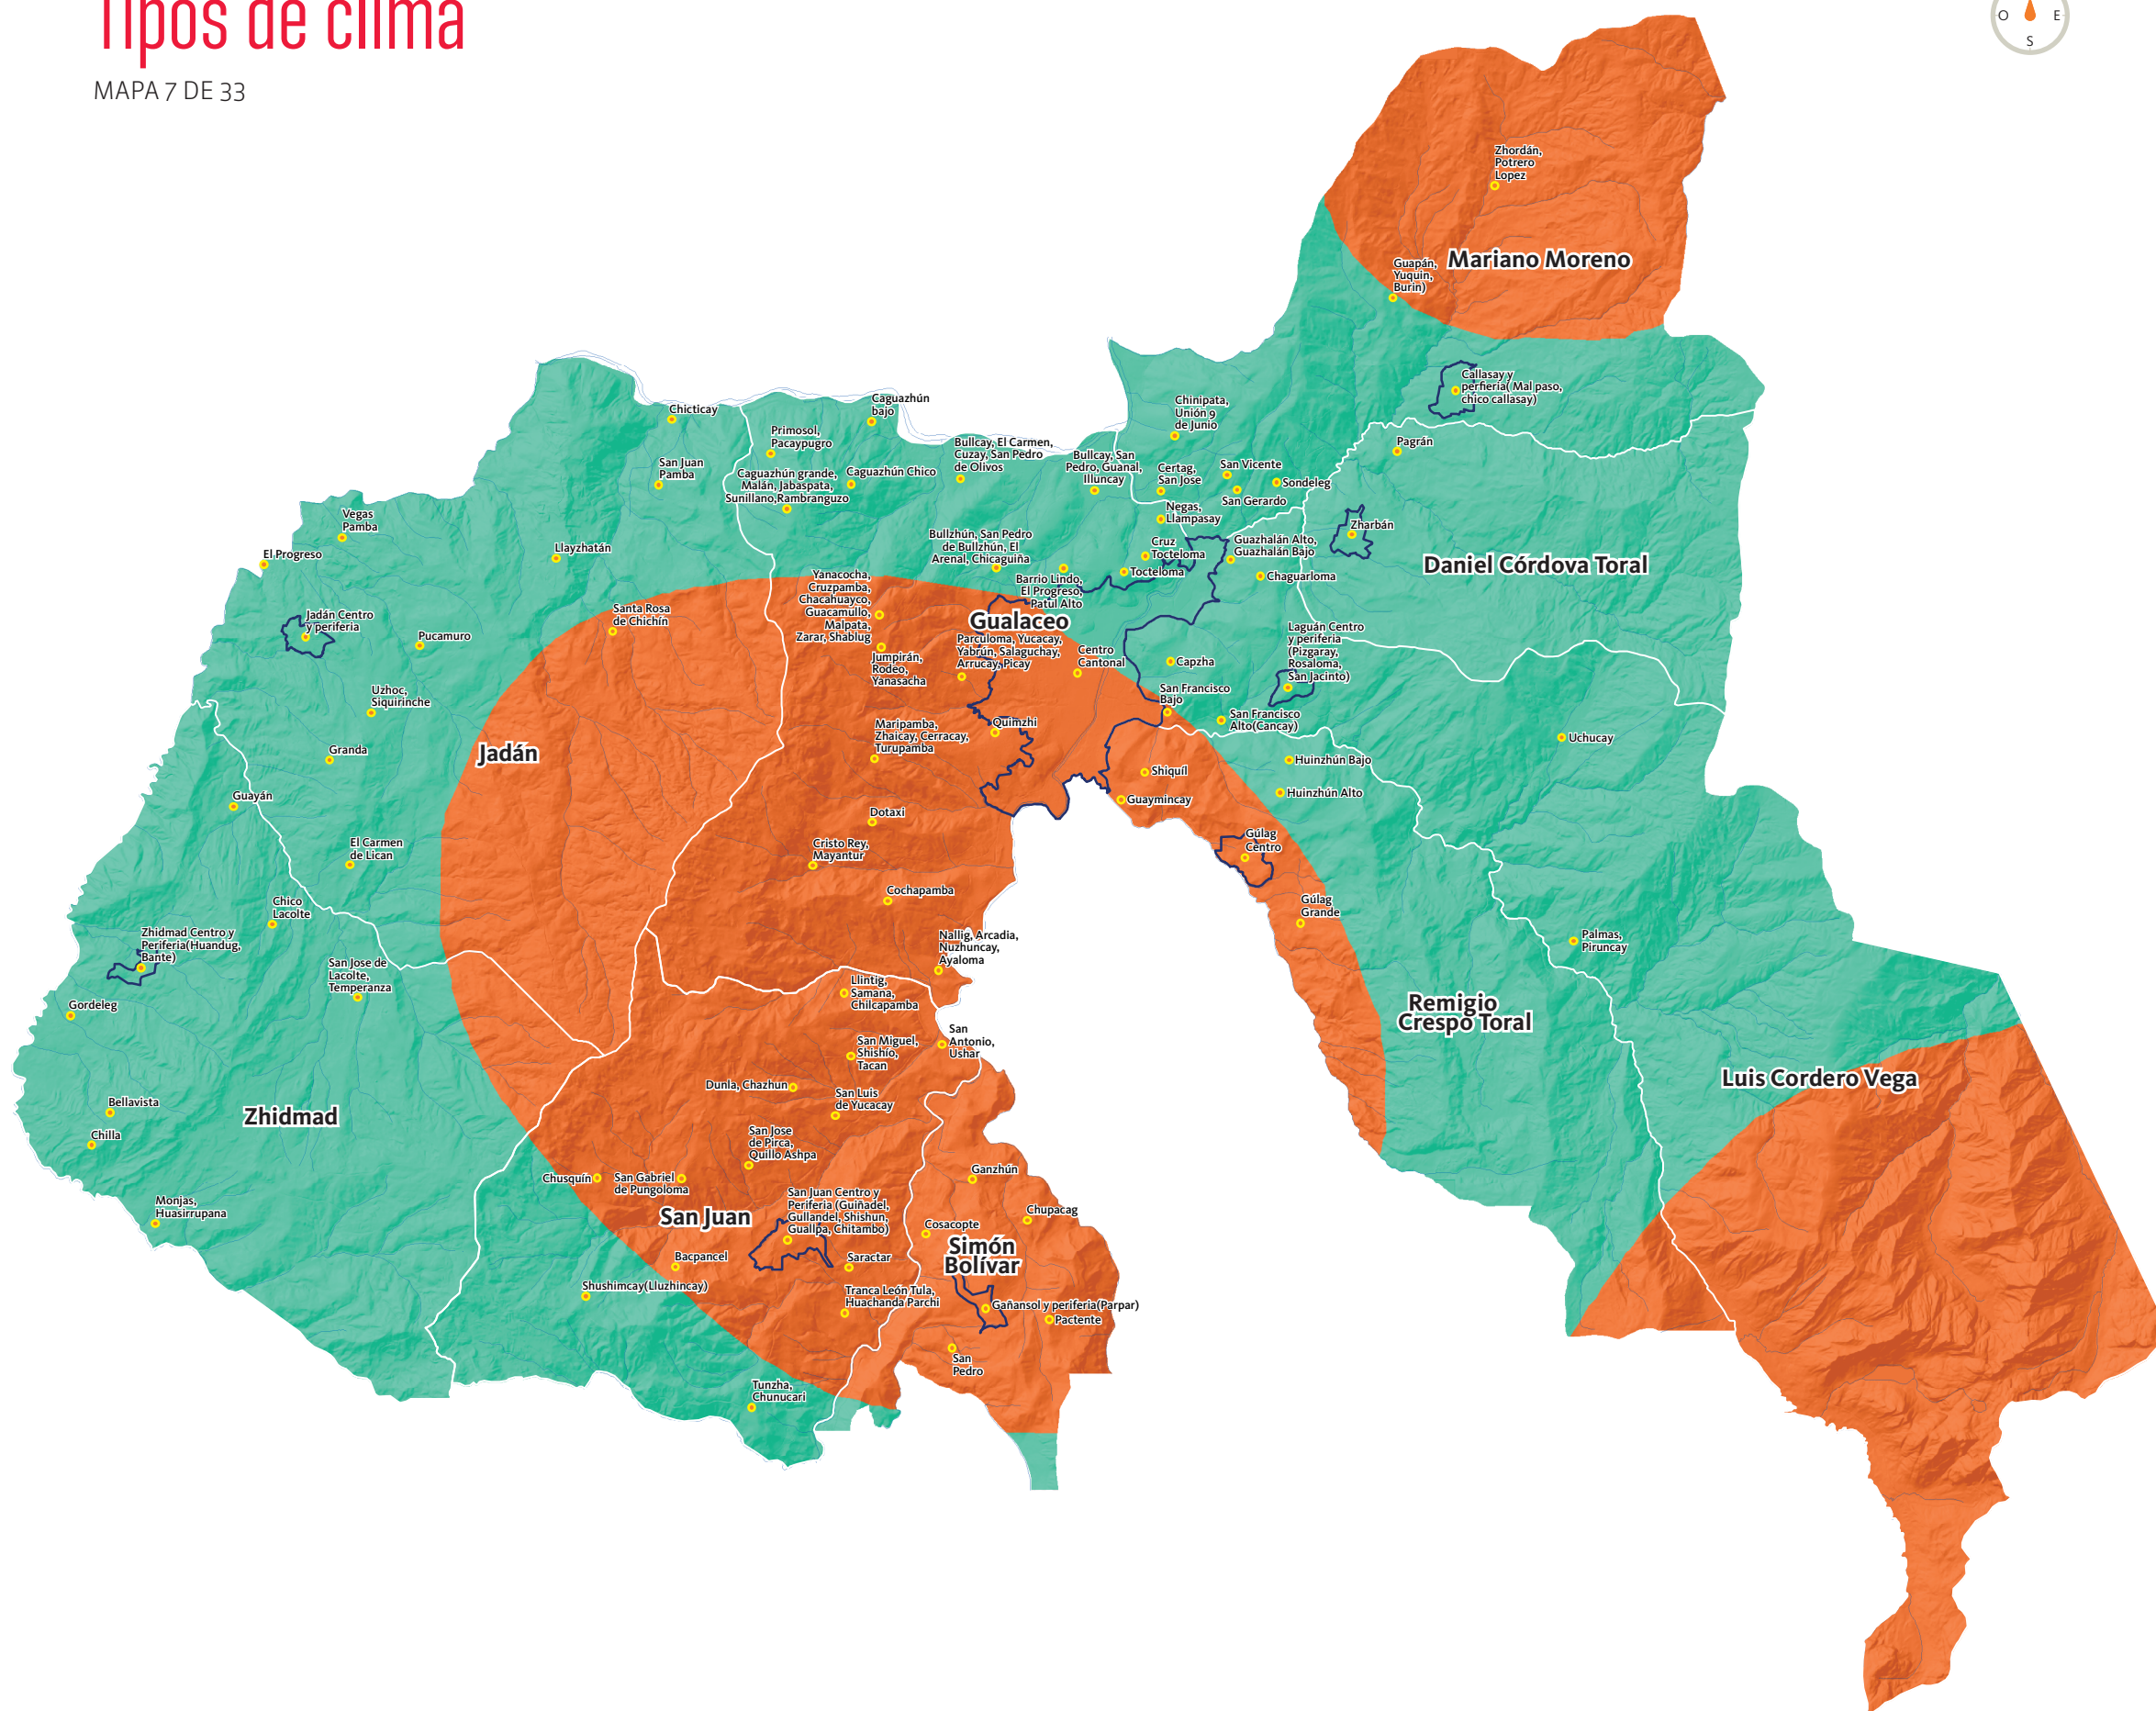 Tipos de clima
MAPA 7 DE 33
O
E
S
Zhordán,
Potrero
Lopez
Mariano Moreno
Guapán,
Yuquin,
Burin)
Callasay y
perfieria( Mal paso,
chico callasay)
Chicticay
Caguazhún
bajo
Primosol,
Pacaypugro
San Juan
Pamba
Caguazhún grande,
Malán, Jabaspata,
Sunillano,Rambranguzo
Caguazhún Chico
Bullcay, El Carmen,
Cuzay, San Pedro
de Olivos
Bullcay, San
Pedro, Guanal,
Illuncay
Chinipata,
Unión 9
de Junio
Certag,
San Jose
San Vicente
San Gerardo
Sondeleg
Pagrán
Negas,
Llampasay
Vegas
Pamba
El Progreso
Llayzhatán
Bullzhún, San Pedro
de Bullzhún, El
Arenal, Chicaguiña
Cruz
Tocteloma
Tocteloma
Guazhalán Alto,
Guazhalán Bajo
Chaguarloma
Zharbán
Daniel Córdova Toral
Barrio Lindo,
El Progreso,
Patul Alto
Yanacocha,
Cruzpamba,
Chacahuayco,
Guacamullo,
Malpata,
Zarar, Shablug
Santa Rosa
de Chichín
Jadán Centro
y periferia
Pucamuro
Gualaceo
Parculoma, Yucacay,
Yabrún, Salaguchay,
Arrucay, Picay
Jumpirán,
Rodeo,
Yanasacha
Centro
Cantonal
Capzha
Laguán Centro
y periferia
(Pizgaray,
Rosaloma,
San Jacinto)
Uzhoc,
Siquirinche
San Francisco
Bajo
San Francisco
Alto(Cancay)
Maripamba,
Zhaicay, Cerracay,
Turupamba
Quimzhi
Uchucay
Granda
Jadán
Huinzhún Bajo
Shiquíl
Huinzhún Alto
Guayán
Guaymincay
Dotaxi
El Carmen
de Lican
Cristo Rey,
Mayantur
Gúlag
Centro
Cochapamba
Chico
Lacolte
Gúlag
Grande
Zhidmad Centro y
Periferia(Huandug,
Bante)
Nallig, Arcadia,
Nuzhuncay,
Ayaloma
Palmas,
Piruncay
San Jose de
Lacolte,
Temperanza
Llintig,
Samana,
Chilcapamba
Gordeleg
Remigio
Crespo Toral
San
Antonio,
Ushar
San Miguel,
Shishio,
Tacan
Dunla, Chazhun
Luis Cordero Vega
San Luis
de Yucacay
Bellavista
Zhidmad
Chilla
San Jose
de Pirca,
Quillo Ashpa
Chusquín
San Gabriel
de Pungoloma
Ganzhún
Monjas,
Huasirrupana
San Juan
San Juan Centro y
Periferia (Guiñadel,
Gullandel, Shishun,
Guallpa, Chitambo)
Chupacag
Cosacopte
Simón
Bolívar
Bacpancel
Saractar
Shushimcay(Lluzhincay)
Tranca León Tula,
Huachanda Parchi
Gañansol y periferia(Parpar)
Pactente
San
Pedro
Tunzha,
Chunucari